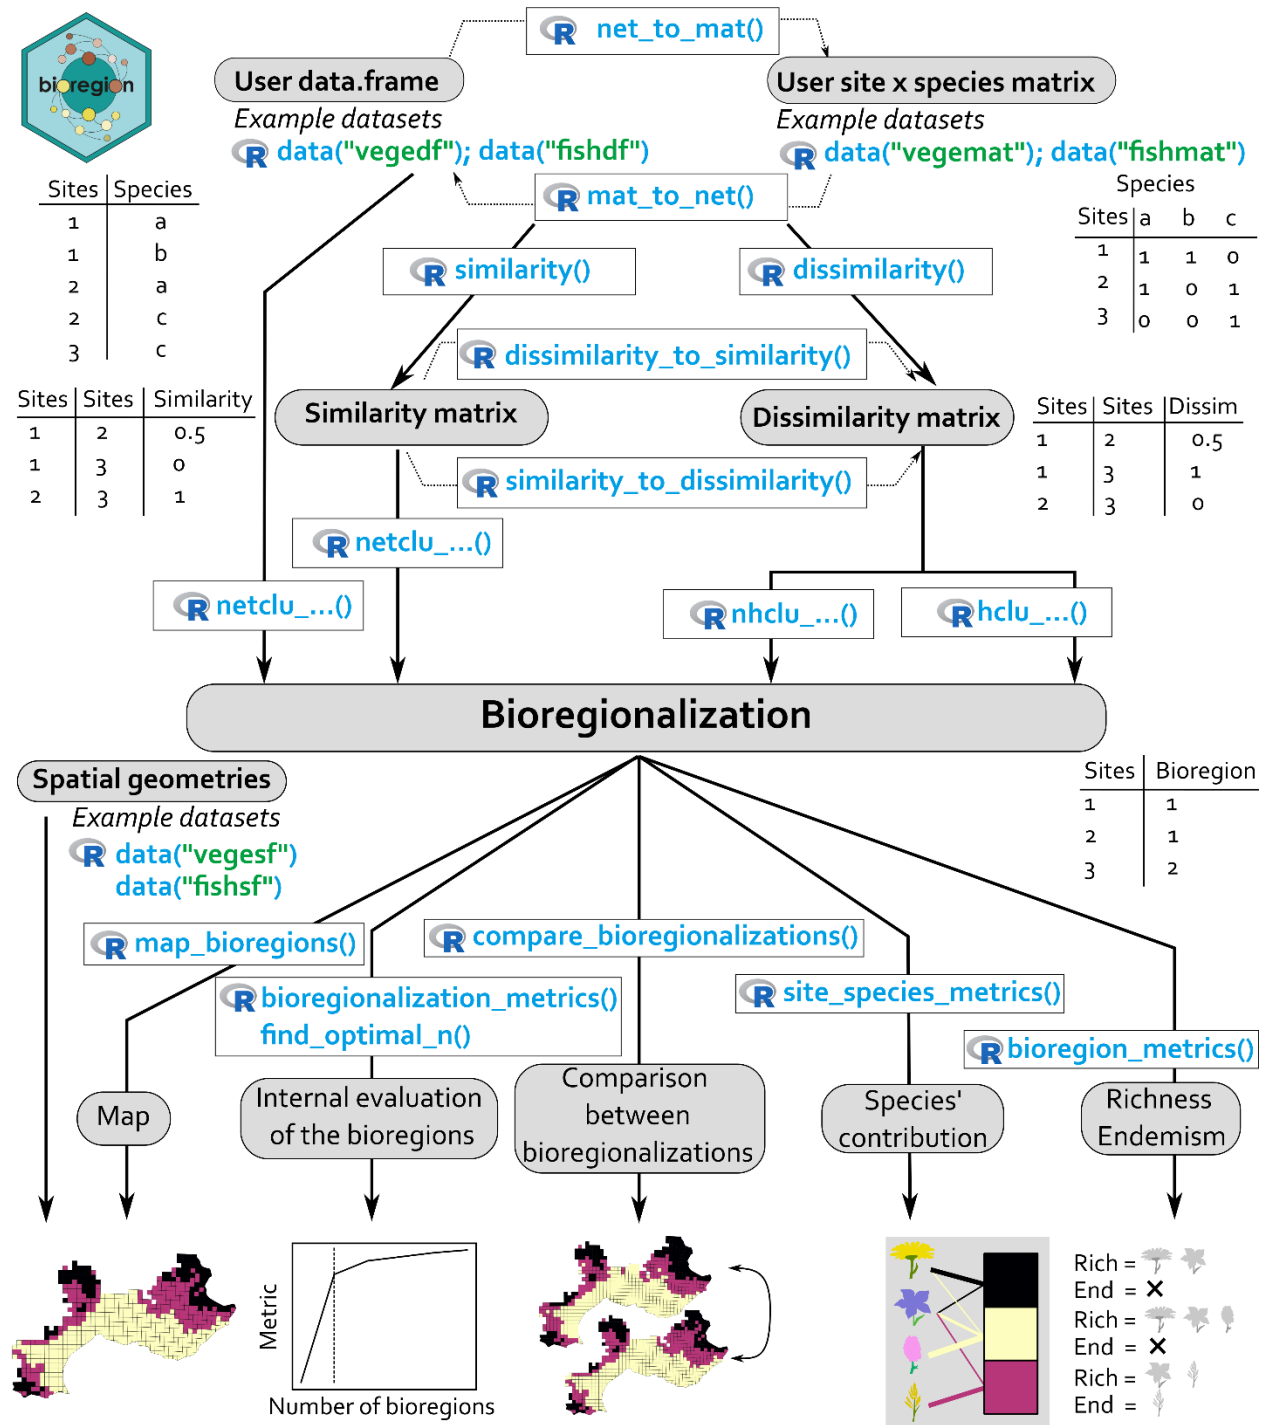 bioregion
net_to_mat()
User data.frame
User site x species matrix
Example datasets
data("vegedf"); data("fishdf")
Example datasets
data("vegemat"); data("fishmat")
mat_to_net()
Sites Species
1 a
1 b
2 a
2 c
3 c
Species
Sites a b c
1 1 1 0
2 1 0 1
3 0 0 1
similarity()
dissimilarity()
dissimilarity_to_similarity()
Similarity matrix
Dissimilarity matrix
Sites Sites Similarity
1 2 0.5
1 3 0
2 3 1
Sites Sites Dissim
1 2 0.5
1 3 1
2 3 0
similarity_to_dissimilarity()
netclu_...()
netclu_...()
nhclu_...()
hclu_...()
Bioregionalization
Spatial geometries
Example datasets
data("vegesf")
data("fishsf")
Sites Bioregion
1 1
2 1
3 2
map_bioregions()
compare_bioregionalizations()
bioregionalization_metrics()
find_optimal_n()
site_species_metrics()
bioregion_metrics()
Map
Internal evaluation
of the bioregions
Comparison
between
bioregionalizations
Species'
contribution
Richness
Endemism
Metric
Number of bioregions
Rich =
End = ×
Rich =
End = ×
Rich =
End =